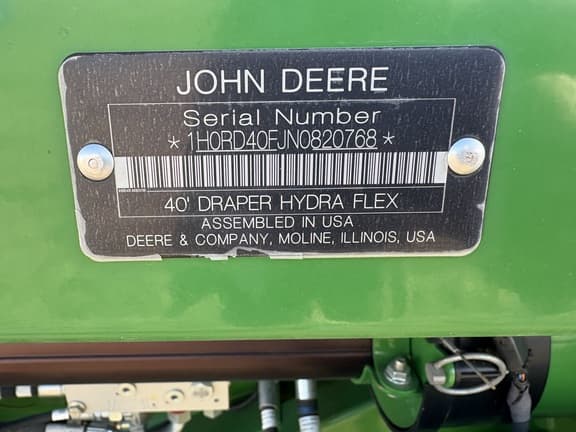 JOHN DEERE
Serial Number
*1H0RD40FJN0820768*
40' DRAPER HYDRA FLEX
ASSEMBLED IN USA
DEERE & COMPANY, MOLINE, ILLINOIS, USA